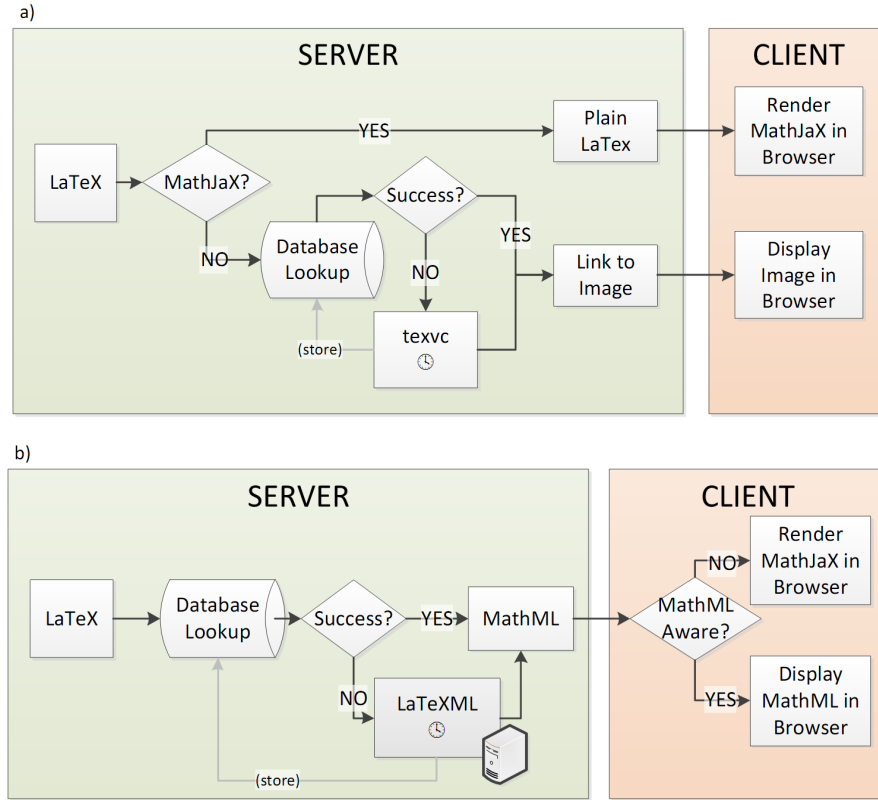 a)
SERVER
CLIENT
LaTeX
MathJaX?
YES
Plain
LaTex
Render
MathJaX in
Browser
NO
Database
Lookup
Success?
YES
NO
Link to
Image
Display
Image in
Browser
texvc
(store)
b)
SERVER
CLIENT
LaTeX
Database
Lookup
Success?
YES
MathML
NO
LaTeXML
(store)
MathML
Aware?
NO
Render
MathJaX in
Browser
YES
Display
MathML in
Browser